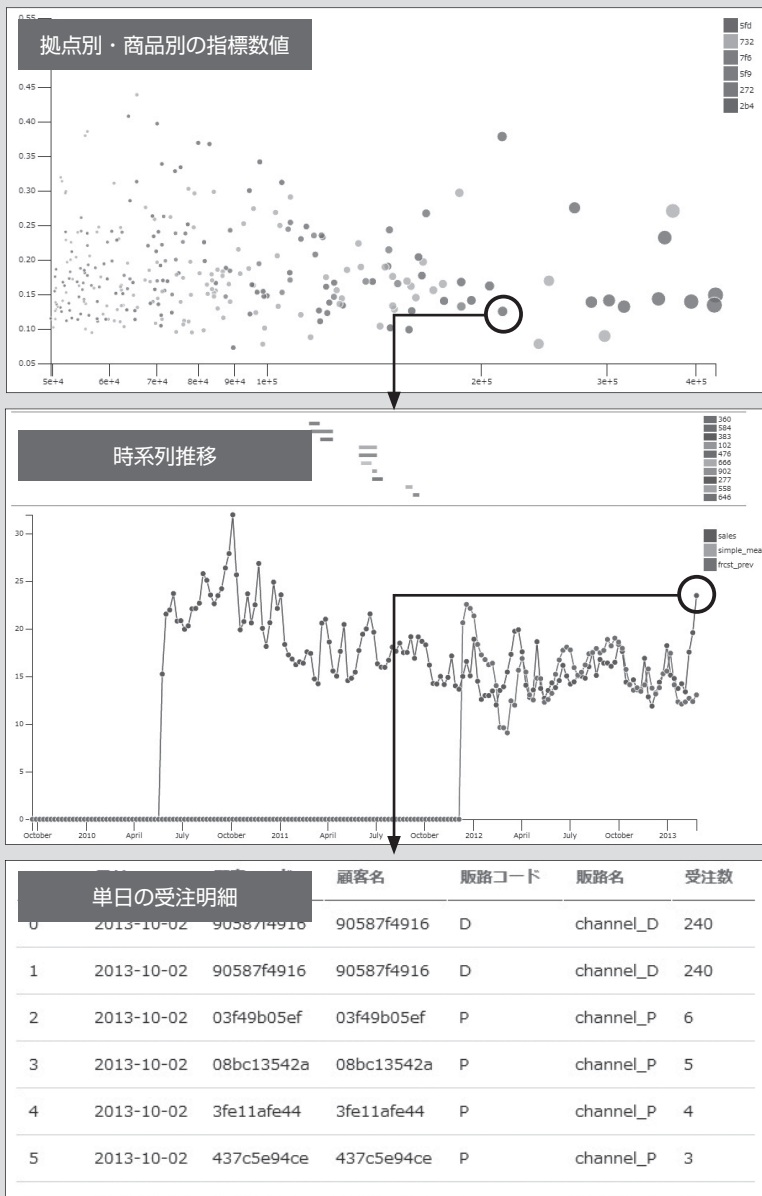 0.55
拠点別・商品別の指標数値
5fd
732
7f6
5f9
272
2b4
0.45
0.40
0.35
0.30
0.25
0.20
0.15
0.10
0.05
5e+4 6e+4 7e+4 8e+4 9e+4 1e+5 2e+5 3e+5 4e+5
時系列推移
360
584
383
102
476
666
902
277
558
646
sales
simple_mea
frcst_prev
30
25
20
15
10
5
0
October 2010 April July October 2011 April July October 2012 April July October 2013
単日の受注明細
顧客名 販路コード 販路名 受注数
0 2013-10-02 90587f4916 90587f4916 D channel_D 240
1 2013-10-02 90587f4916 90587f4916 D channel_D 240
2 2013-10-02 03f49b05ef 03f49b05ef P channel_P 6
3 2013-10-02 08bc13542a 08bc13542a P channel_P 5
4 2013-10-02 3fe11afe44 3fe11afe44 P channel_P 4
5 2013-10-02 437c5e94ce 437c5e94ce P channel_P 3